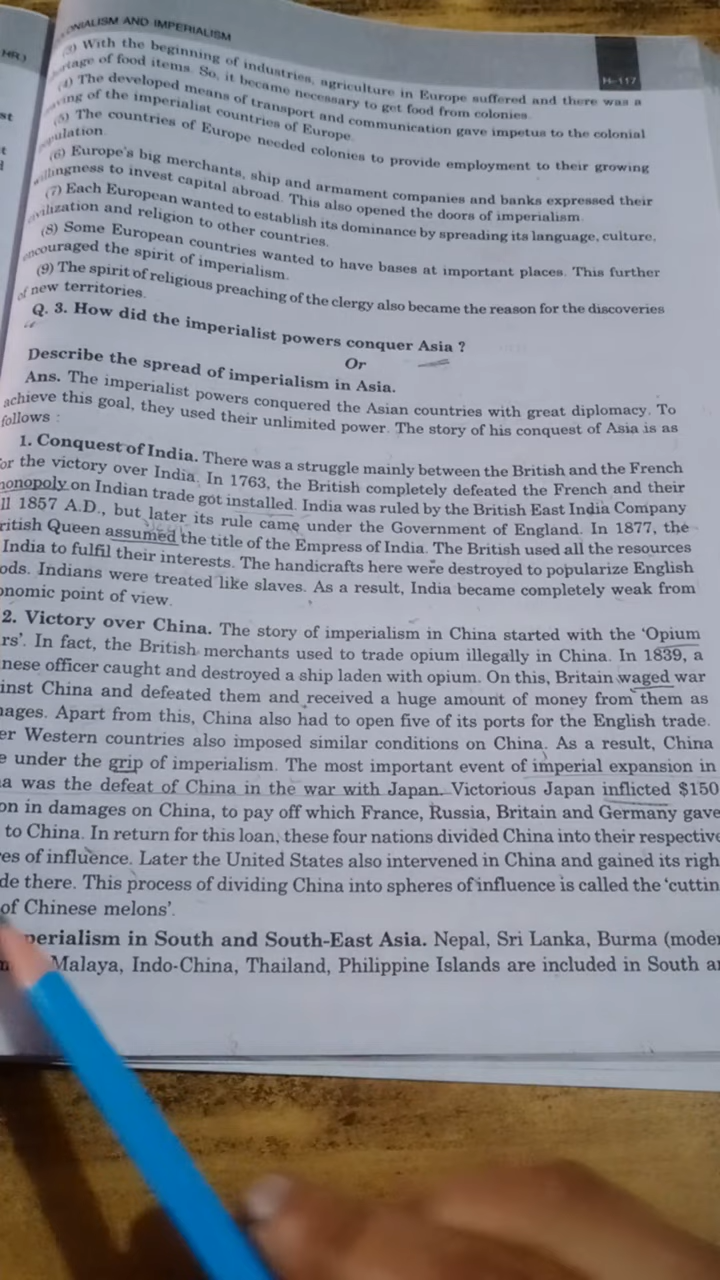 ONIALISM AND IMPERIALISM
H-117
HR)
(3) With the beginning of industries, agriculture in Europe suffered and there was a
rtage of food items. So, it became necessary to get food from colonies.
(4) The developed means of transport and communication gave impetus to the colonial
ving of the imperialist countries of Europe.
(5) The countries of Europe needed colonies to provide employment to their growing
pulation.
(6) Europe's big merchants, ship and armament companies and banks expressed their
illingness to invest capital abroad. This also opened the doors of imperialism.
(7) Each European wanted to establish its dominance by spreading its language, culture,
ivilization and religion to other countries.
(8) Some European countries wanted to have bases at important places. This further
encouraged the spirit of imperialism.
(9) The spirit of religious preaching of the clergy also became the reason for the discoveries
of new territories.
Q. 3. How did the imperialist powers conquer Asia ?
Or
Describe the spread of imperialism in Asia.
Ans. The imperialist powers conquered the Asian countries with great diplomacy. To
achieve this goal, they used their unlimited power. The story of his conquest of Asia is as
follows :
1. Conquest of India. There was a struggle mainly between the British and the French
or the victory over India. In 1763, the British completely defeated the French and their
monopoly on Indian trade got installed. India was ruled by the British East India Company
ll 1857 A.D., but later its rule came under the Government of England. In 1877, the
ritish Queen assumed the title of the Empress of India. The British used all the resources
India to fulfil their interests. The handicrafts here were destroyed to popularize English
ods. Indians were treated like slaves. As a result, India became completely weak from
onomic point of view.
2. Victory over China. The story of imperialism in China started with the 'Opium
rs'. In fact, the British merchants used to trade opium illegally in China. In 1839, a
nese officer caught and destroyed a ship laden with opium. On this, Britain waged war
inst China and defeated them and received a huge amount of money from them as
mages. Apart from this, China also had to open five of its ports for the English trade.
er Western countries also imposed similar conditions on China. As a result, China
e under the grip of imperialism. The most important event of imperial expansion in
a was the defeat of China in the war with Japan. Victorious Japan inflicted $150
on in damages on China, to pay off which France, Russia, Britain and Germany gave
to China. In return for this loan, these four nations divided China into their respective
es of influence. Later the United States also intervened in China and gained its righ
de there. This process of dividing China into spheres of influence is called the 'cuttin
of Chinese melons'.
perialism in South and South-East Asia. Nepal, Sri Lanka, Burma (moder
Malaya, Indo-China, Thailand, Philippine Islands are included in South a